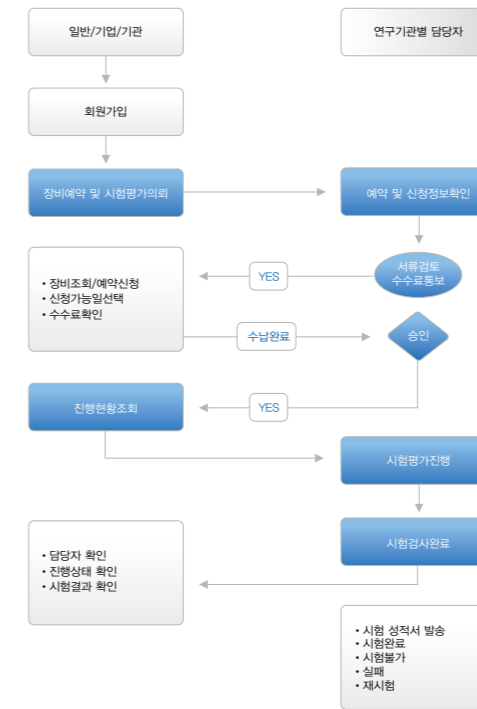 일반/기업/기관
연구기관별 담당자
회원가입
장비예약 및 시험평가의뢰
예약 및 신청정보확인
서류검토
수수료통보
YES
• 장비조회/예약신청
• 신청가능일선택
• 수수료확인
수납완료
승인
진행현황조회
YES
시험평가진행
시험검사완료
• 담당자 확인
• 진행상태 확인
• 시험결과 확인
• 시험 성적서 발송
• 시험완료
• 시험불가
• 실패
• 재시험